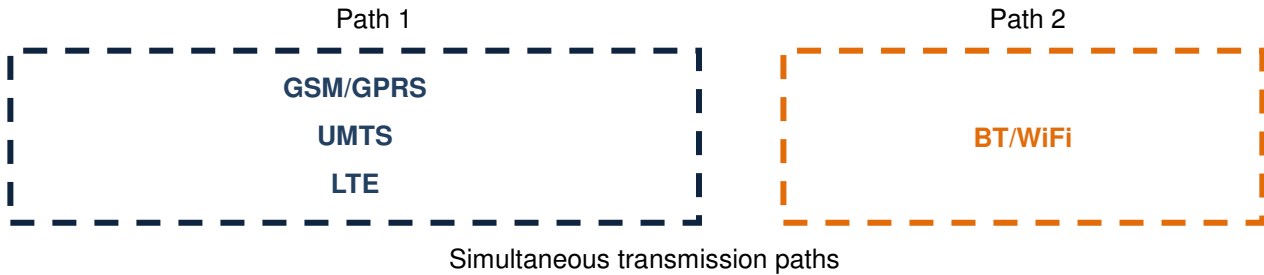 Path 1
GSM/GPRS
UMTS
LTE
Path 2
BT/WiFi
Simultaneous transmission paths